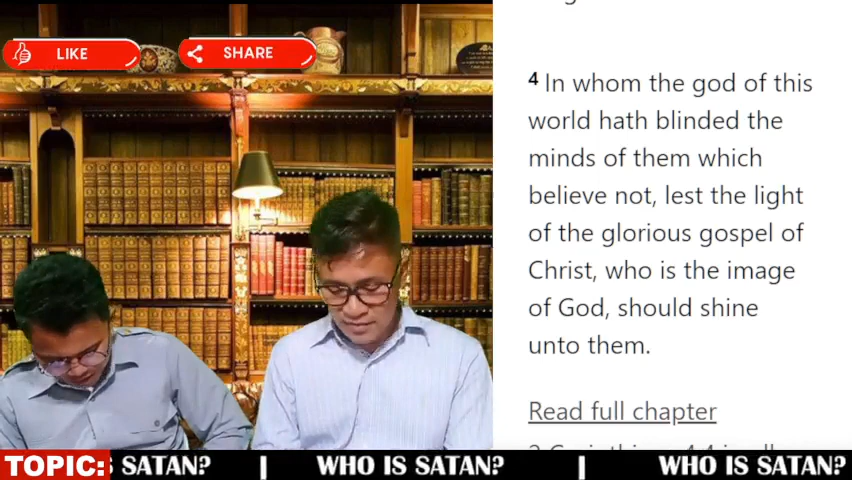 LIKE
SHARE
4 In whom the god of this
world hath blinded the
minds of them which
believe not, lest the light
of the glorious gospel of
Christ, who is the image
of God, should shine
unto them.
Read full chapter
TOPIC: S SATAN? | WHO IS SATAN? | WHO IS SATAN?